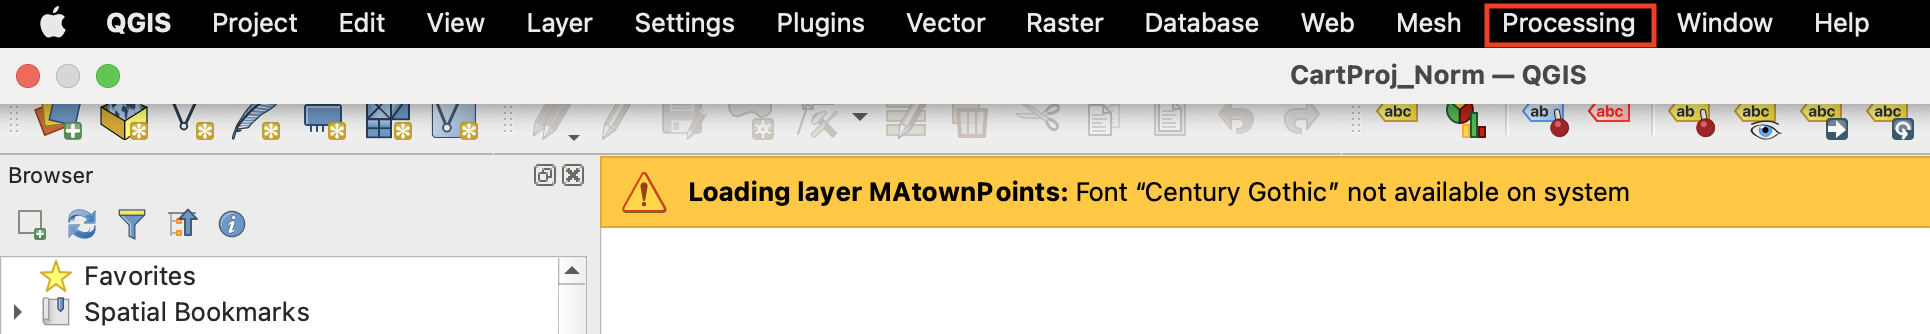 QGIS Project Edit View Layer Settings Plugins Vector Raster Database Web Mesh Processing Window Help
CartProj_Norm — QGIS
abc ab abc ab abc abc abc
Browser
Loading layer MAtownPoints: Font “Century Gothic” not available on system
Favorites
Spatial Bookmarks